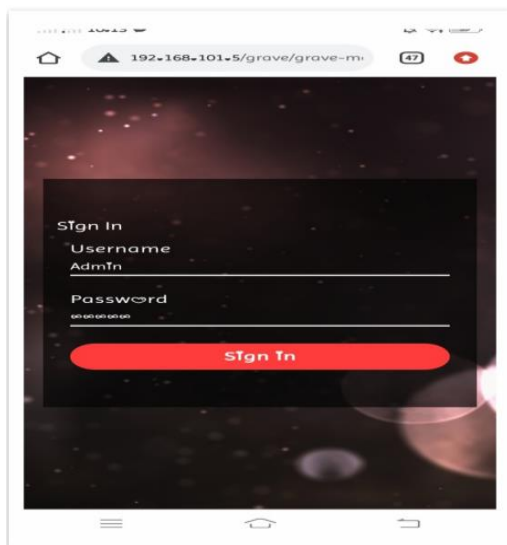 192.168.101.5/grave/grave-m
47
Sign In
Username
Admin
Password
Sign In